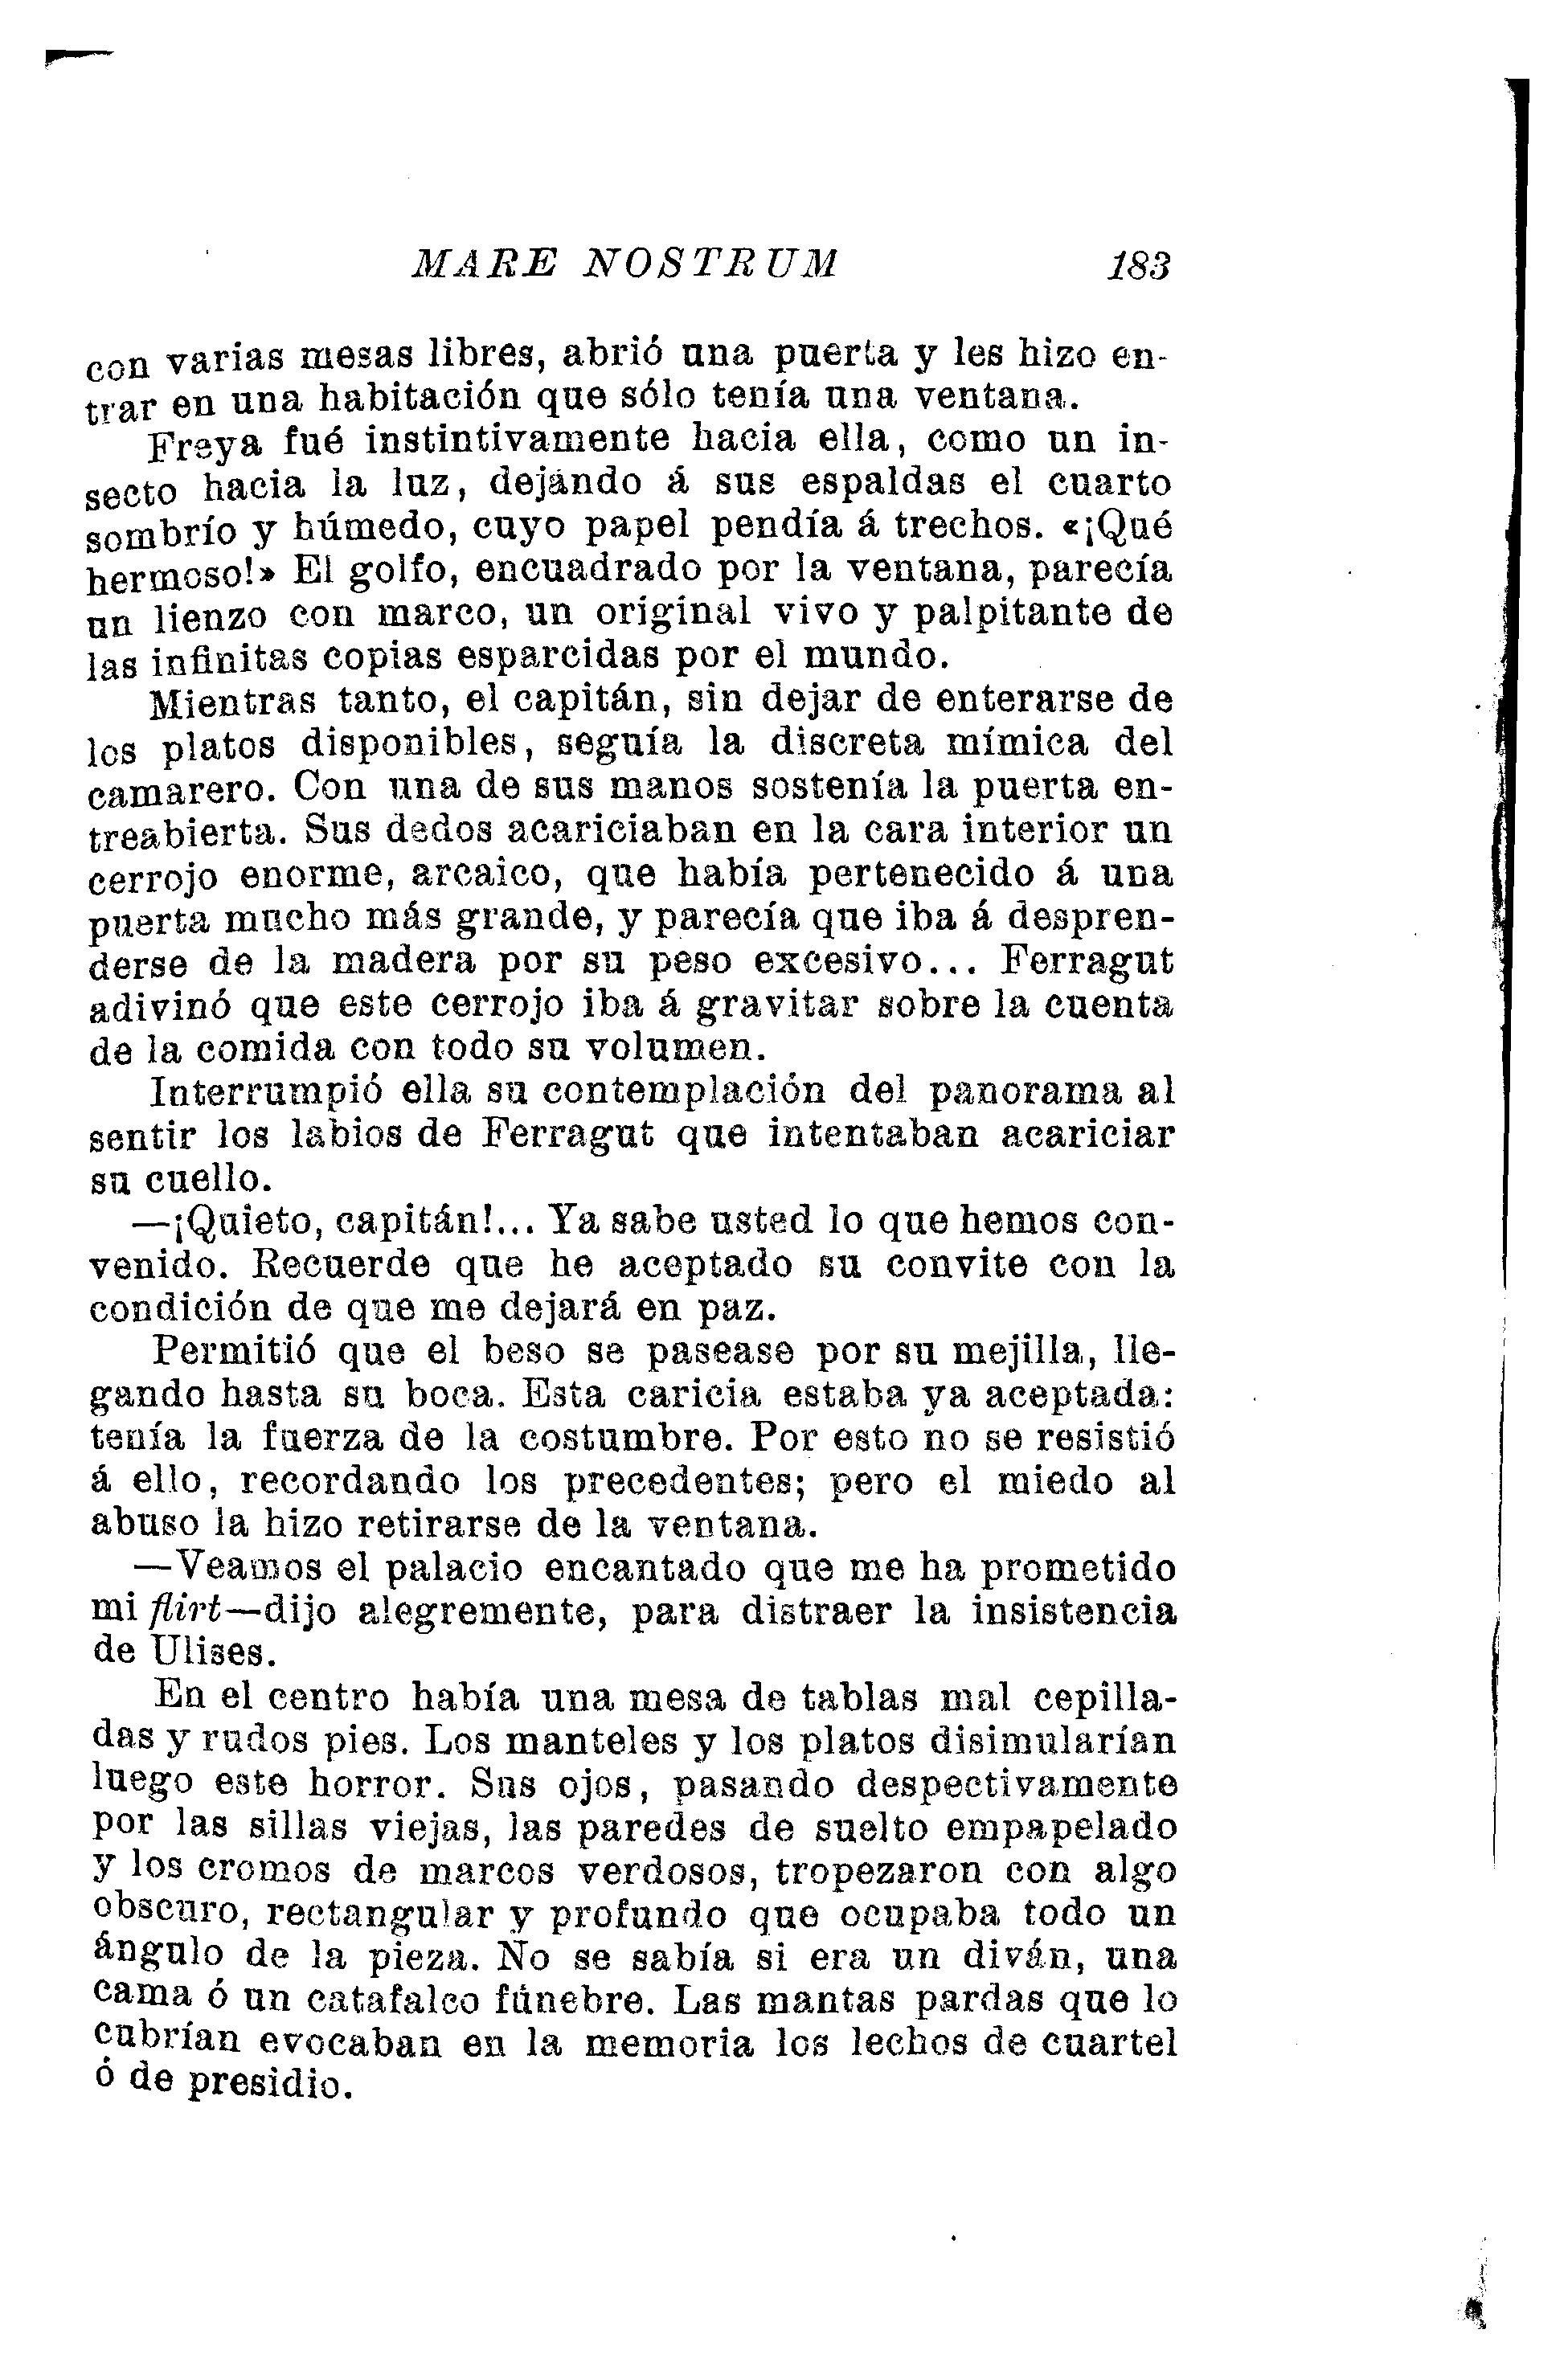 MARE NOSTRUM 183
con varias mesas libres, abrió una puerta y les hizo en-
trar en una habitación que sólo tenía una ventana.
Freya fué instintivamente hacia ella, como un in-
secto hacia la luz, dejando á sus espaldas el cuarto
sombrío y húmedo, cuyo papel pendía á trechos. «¡Qué
hermoso!» El golfo, encuadrado por la ventana, parecía
un lienzo con marco, un original vivo y palpitante de
las infinitas copias esparcidas por el mundo.
Mientras tanto, el capitán, sin dejar de enterarse de
los platos disponibles, seguía la discreta mímica del
camarero. Con una de sus manos sostenía la puerta en-
treabierta. Sus dedos acariciaban en la cara interior un
cerrojo enorme, arcaico, que había pertenecido á una
puerta mucho más grande, y parecía que iba á despren-
derse de la madera por su peso excesivo... Ferragut
adivinó que este cerrojo iba á gravitar sobre la cuenta
de la comida con todo su volumen.
Interrumpió ella su contemplación del panorama al
sentir los labios de Ferragut que intentaban acariciar
su cuello.
—¡Quieto, capitán!... Ya sabe usted lo que hemos con-
venido. Recuerde que he aceptado su convite con la
condición de que me dejará en paz.
Permitió que el beso se pasease por su mejilla, lle-
gando hasta su boca. Esta caricia estaba ya aceptada:
tenía la fuerza de la costumbre. Por esto no se resistió
á ello, recordando los precedentes; pero el miedo al
abuso la hizo retirarse de la ventana.
—Veamos el palacio encantado que me ha prometido
mi flirt—dijo alegremente, para distraer la insistencia
de Ulises.
En el centro había una mesa de tablas mal cepilla-
das y rudos pies. Los manteles y los platos disimularían
luego este horror. Sus ojos, pasando despectivamente
por las sillas viejas, las paredes de suelto empapelado
y los cromos de marcos verdosos, tropezaron con algo
obscuro, rectangular y profundo que ocupaba todo un
ángulo de la pieza. No se sabía si era un diván, una
cama ó un catafalco fúnebre. Las mantas pardas que lo
cubrían evocaban en la memoria los lechos de cuartel
ó de presidio.